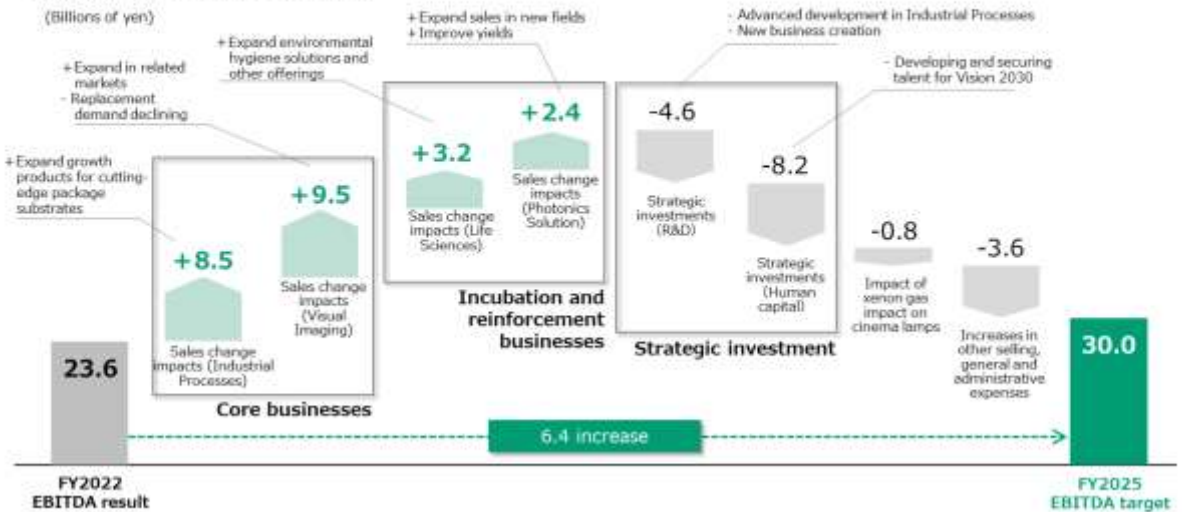 (Billions of yen)
+ Expand sales in new fields
+ Improve yields
- Advanced development in Industrial Processes
- New business creation
+ Expand environmental
hygiene solutions and
other offerings
- Developing and securing
talent for Vision 2030
+ Expand in related
markets
- Replacement
demand declining
+ Expand growth
products for cutting-
edge package
substrates
+8.5
Sales change
impacts (Industrial
Processes)
+9.5
Sales change
impacts
(Visual
Imaging)
Core businesses
+3.2
Sales change
impacts (Life
Sciences)
+2.4
Sales change
impacts
(Photonics
Solution)
Incubation and
reinforcement
businesses
-4.6
Strategic
investments
(R&D)
-8.2
Strategic
investments
(Human
capital)
Strategic investment
-0.8
Impact of
xenon gas
impact on
cinema lamps
-3.6
Increases in
other selling,
general and
administrative
expenses
23.6
30.0
6.4 increase
FY2022
EBITDA result
FY2025
EBITDA target